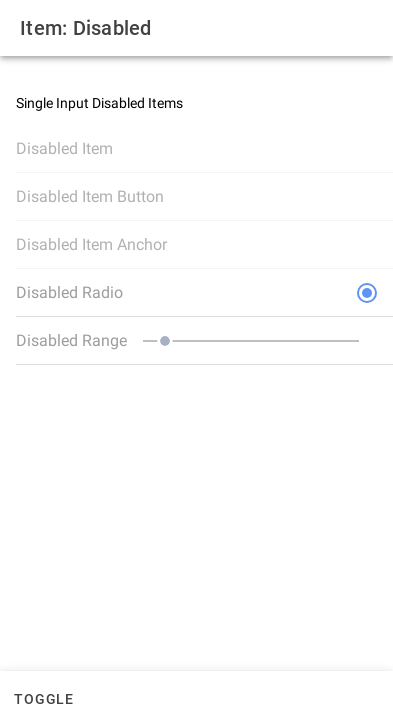 Item: Disabled
Single Input Disabled Items
Disabled Item
Disabled Item Button
Disabled Item Anchor
Disabled Radio
Disabled Range
TOGGLE